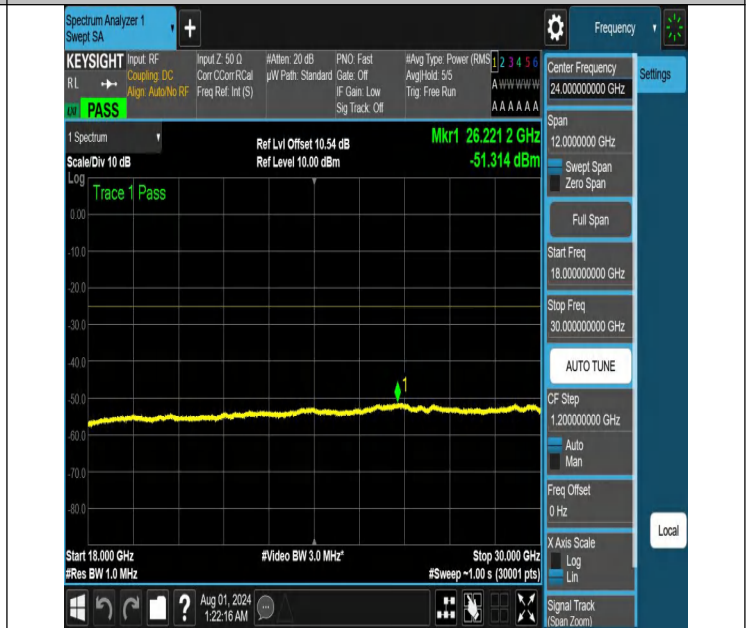 Spectrum Analyzer 1
Swept SA
+
Frequency
KEYSIGHT
RL
PASS
Input: RF
Coupling: DC
Align: Auto/No RF
Input Z: 50 Ω
Corr CCorr RCal
Freq Ref: Int (S)
#Atten: 20 dB
µW Path: Standard
PNO: Fast
Gate: Off
IF Gain: Low
Sig Track: Off
#Avg Type: Power (RMS
Avg|Hold: 5/5
Trig: Free Run
1 2 3 4 5 6
A W W W W W
A A A A A A
1 Spectrum
Scale/Div 10 dB
Ref Lvl Offset 10.54 dB
Ref Level 10.00 dBm
Mkr1 26.221 2 GHz
-51.314 dBm
Log
Trace 1 Pass
0.00
-10.0
-20.0
-30.0
-40.0
-50.0
-60.0
-70.0
-80.0
1
Start 18.000 GHz
#Res BW 1.0 MHz
#Video BW 3.0 MHz*
Stop 30.000 GHz
#Sweep ~1.00 s (30001 pts)
Center Frequency
24.000000000 GHz
Settings
Span
12.0000000 GHz
Swept Span
Zero Span
Full Span
Start Freq
18.000000000 GHz
Stop Freq
30.000000000 GHz
AUTO TUNE
CF Step
1.200000000 GHz
Auto
Man
Freq Offset
0 Hz
X Axis Scale
Log
Lin
Local
Signal Track
(Span Zoom)
?
Aug 01, 2024
1:22:16 AM